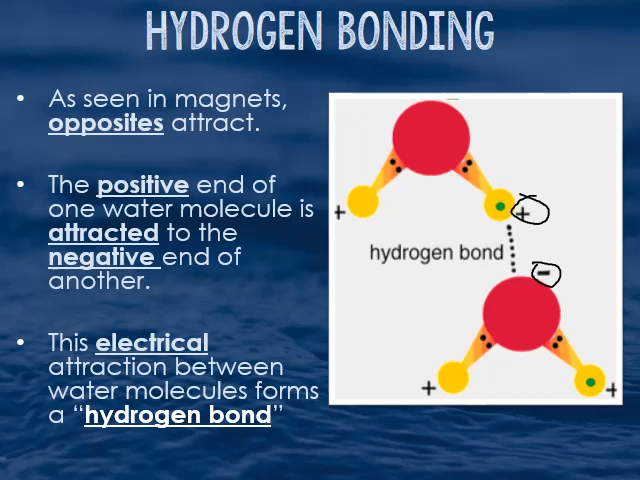 HYDROGEN BONDING
• As seen in magnets,
opposites attract.
• The positive end of
one water molecule is
attracted to the
negative end of
another.
• This electrical
attraction between
water molecules forms
a “hydrogen bond”
+ +
hydrogen bond
-
+ +